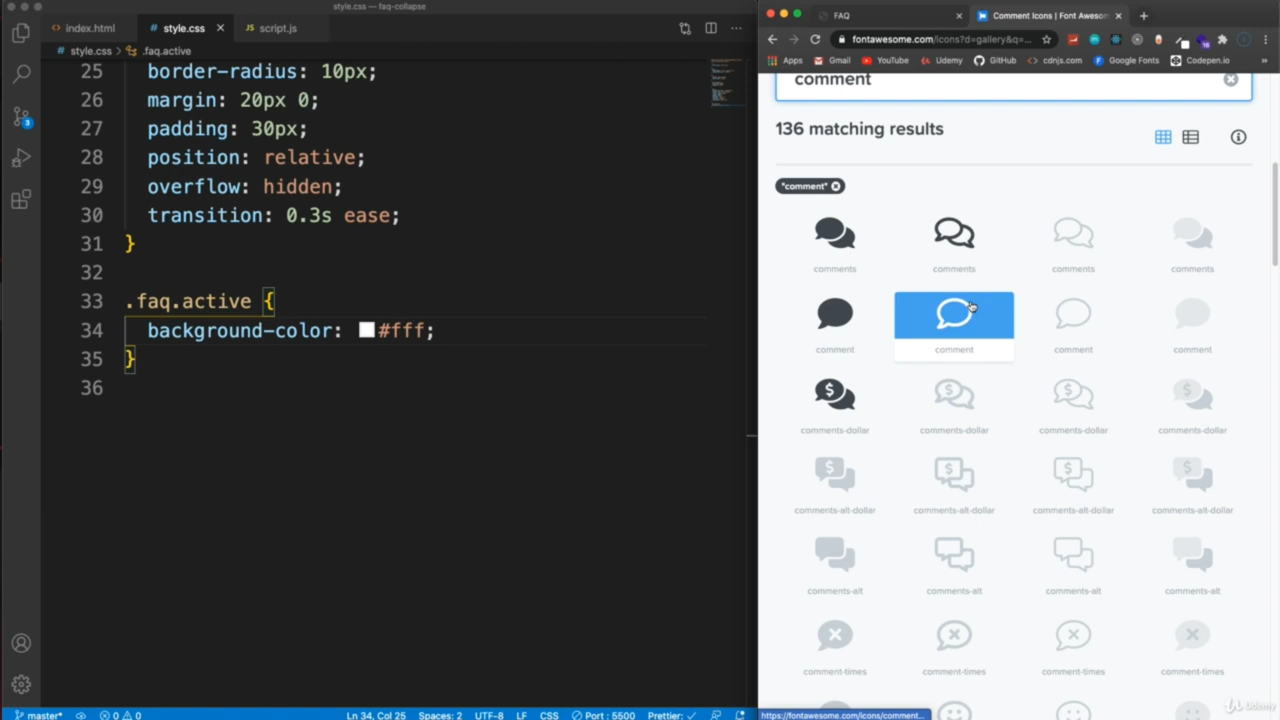 style.css — faq-collapse
index.html
style.css
script.js
style.css > .faq.active
25 border-radius: 10px;
26 margin: 20px 0;
27 padding: 30px;
28 position: relative;
29 overflow: hidden;
30 transition: 0.3s ease;
31 }
32
33 .faq.active {
34 background-color: #fff;
35 }
36
3
master*
0 0
Ln 34, Col 25
Spaces: 2
UTF-8
LF
CSS
Port : 5500
Prettier: ✓
FAQ
Comment Icons | Font Aweson
fontawesome.com/icons?d=gallery&q=...
Apps
Gmail
YouTube
Udemy
GitHub
cdnjs.com
Google Fonts
Codepen.io
»
comment
136 matching results
"comment"
comments comments comments comments
comment comment comment comment
comments-dollar comments-dollar comments-dollar comments-dollar
comments-alt-dollar comments-alt-dollar comments-alt-dollar comments-alt-dollar
comments-alt comments-alt comments-alt comments-alt
comment-times comment-times comment-times comment-times
https://fontawesome.com/icons/comment...
Udemy